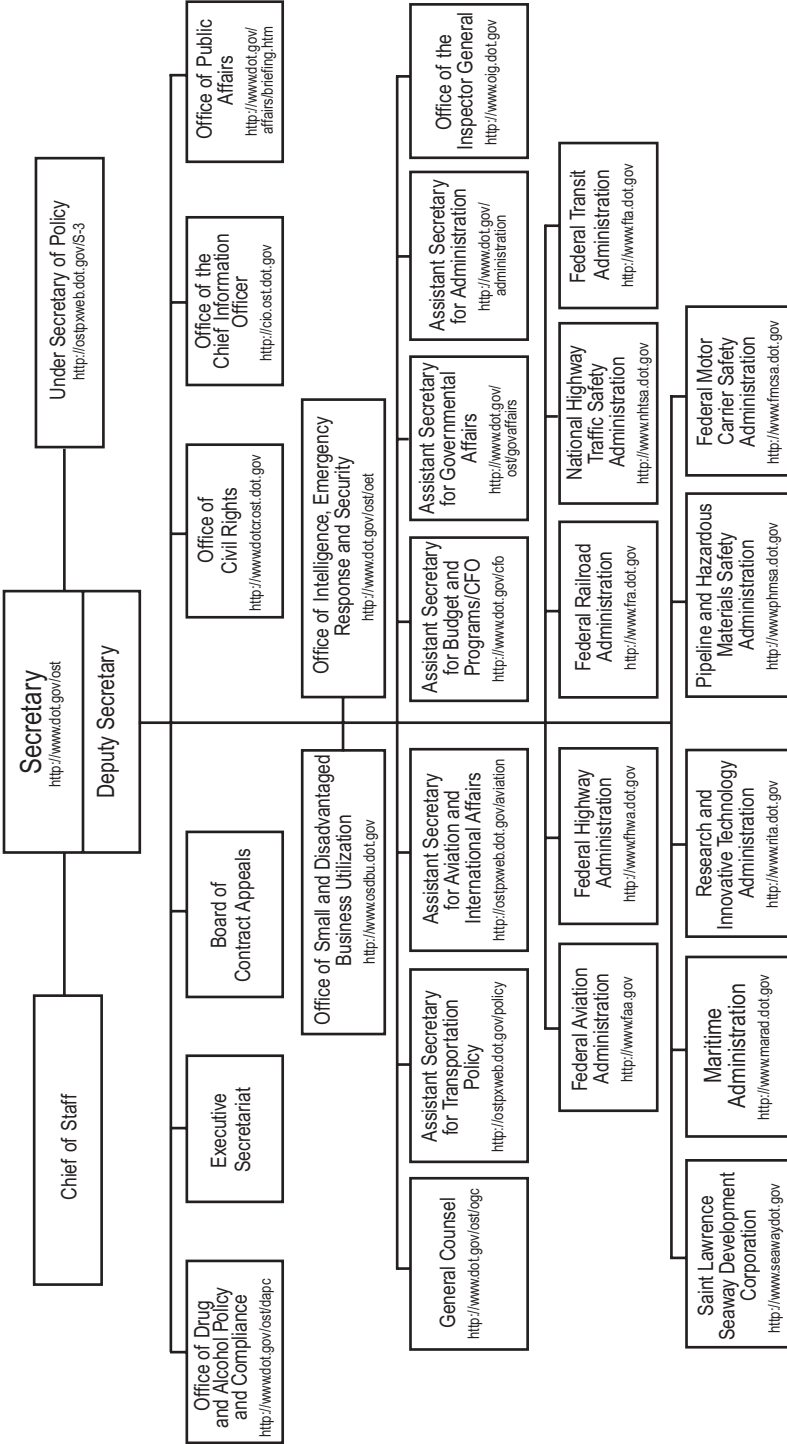 Secretary
http://www.dot.gov/ost
Deputy Secretary
Chief of Staff
Under Secretary of Policy
http://ostpxweb.dot.gov/S-3
Office of Drug
and Alcohol Policy
and Compliance
http://www.dot.gov/ost/dapc
Executive
Secretariat
Board of
Contract Appeals
Office of
Civil Rights
http://www.dotcr.ost.dot.gov
Office of the
Chief Information
Officer
http://cio.ost.dot.gov
Office of Public
Affairs
http://www.dot.gov/
affairs/briefing.htm
Office of Small and Disadvantaged
Business Utilization
http://www.osdbu.dot.gov
Office of Intelligence, Emergency
Response and Security
http://www.dot.gov/ost/oet
General Counsel
http://www.dot.gov/ost/ogc
Assistant Secretary
for Transportation
Policy
http://ostpxweb.dot.gov/policy
Assistant Secretary
for Aviation and
International Affairs
http://ostpxweb.dot.gov/aviation
Assistant Secretary
for Budget and
Programs/CFO
http://www.dot.gov/cfo
Assistant Secretary
for Governmental
Affairs
http://www.dot.gov/
ost/govaffairs
Assistant Secretary
for Administration
http://www.dot.gov/
administration
Office of the
Inspector General
http://www.oig.dot.gov
Federal Aviation
Administration
http://www.faa.gov
Federal Highway
Administration
http://www.fhwa.dot.gov
Federal Railroad
Administration
http://www.fra.dot.gov
National Highway
Traffic Safety
Administration
http://www.nhtsa.dot.gov
Federal Transit
Administration
http://www.fta.dot.gov
Saint Lawrence
Seaway Development
Corporation
http://www.seawaydot.gov
Maritime
Administration
http://www.marad.dot.gov
Research and
Innovative Technology
Administration
http://www.rita.dot.gov
Pipeline and Hazardous
Materials Safety
Administration
http://www.phmsa.dot.gov
Federal Motor
Carrier Safety
Administration
http://www.fmcsa.dot.gov